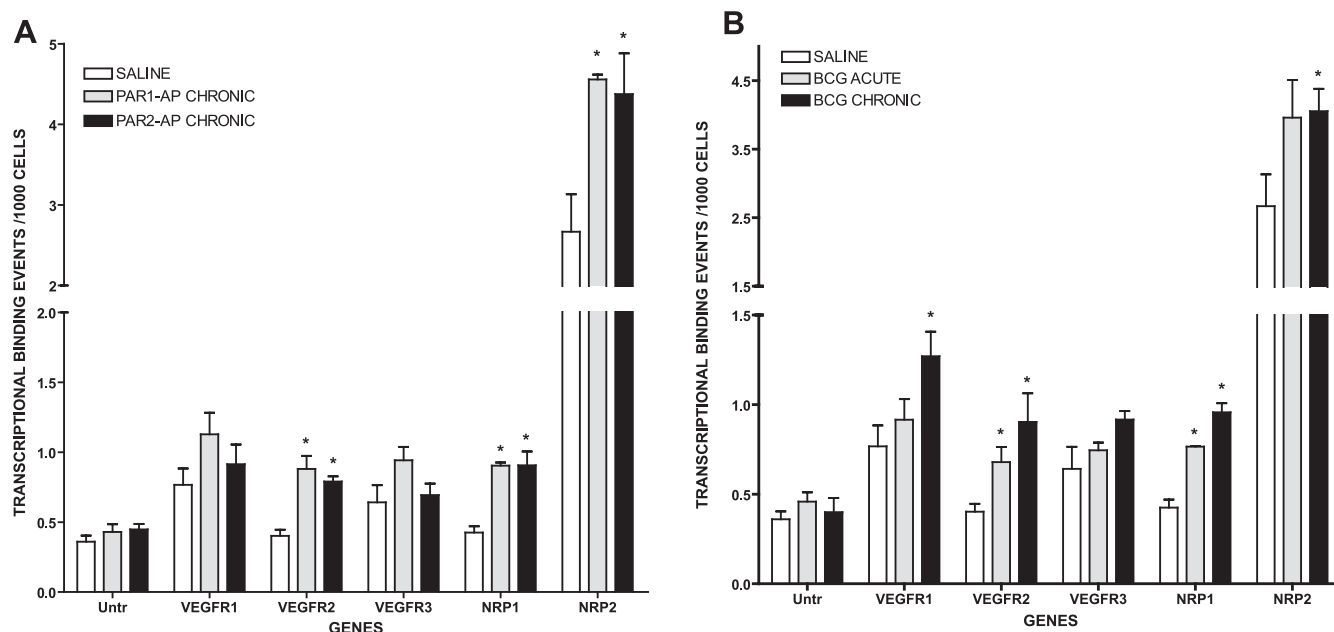 A
TRANSCRIPTIONAL BINDING EVENTS /1000 CELLS
SALINE
PAR1-AP CHRONIC
PAR2-AP CHRONIC
5
4
3
2
2.0
1.5
1.0
0.5
0.0
* *
* *
* *
Untr VEGFR1 VEGFR2 VEGFR3 NRP1 NRP2
GENES
B
TRANSCRIPTIONAL BINDING EVENTS /1000 CELLS
SALINE
BCG ACUTE
BCG CHRONIC
4.5
3.5
2.5
1.5
1.5
1.0
0.5
0.0
*
* *
* *
*
Untr VEGFR1 VEGFR2 VEGFR3 NRP1 NRP2
GENES